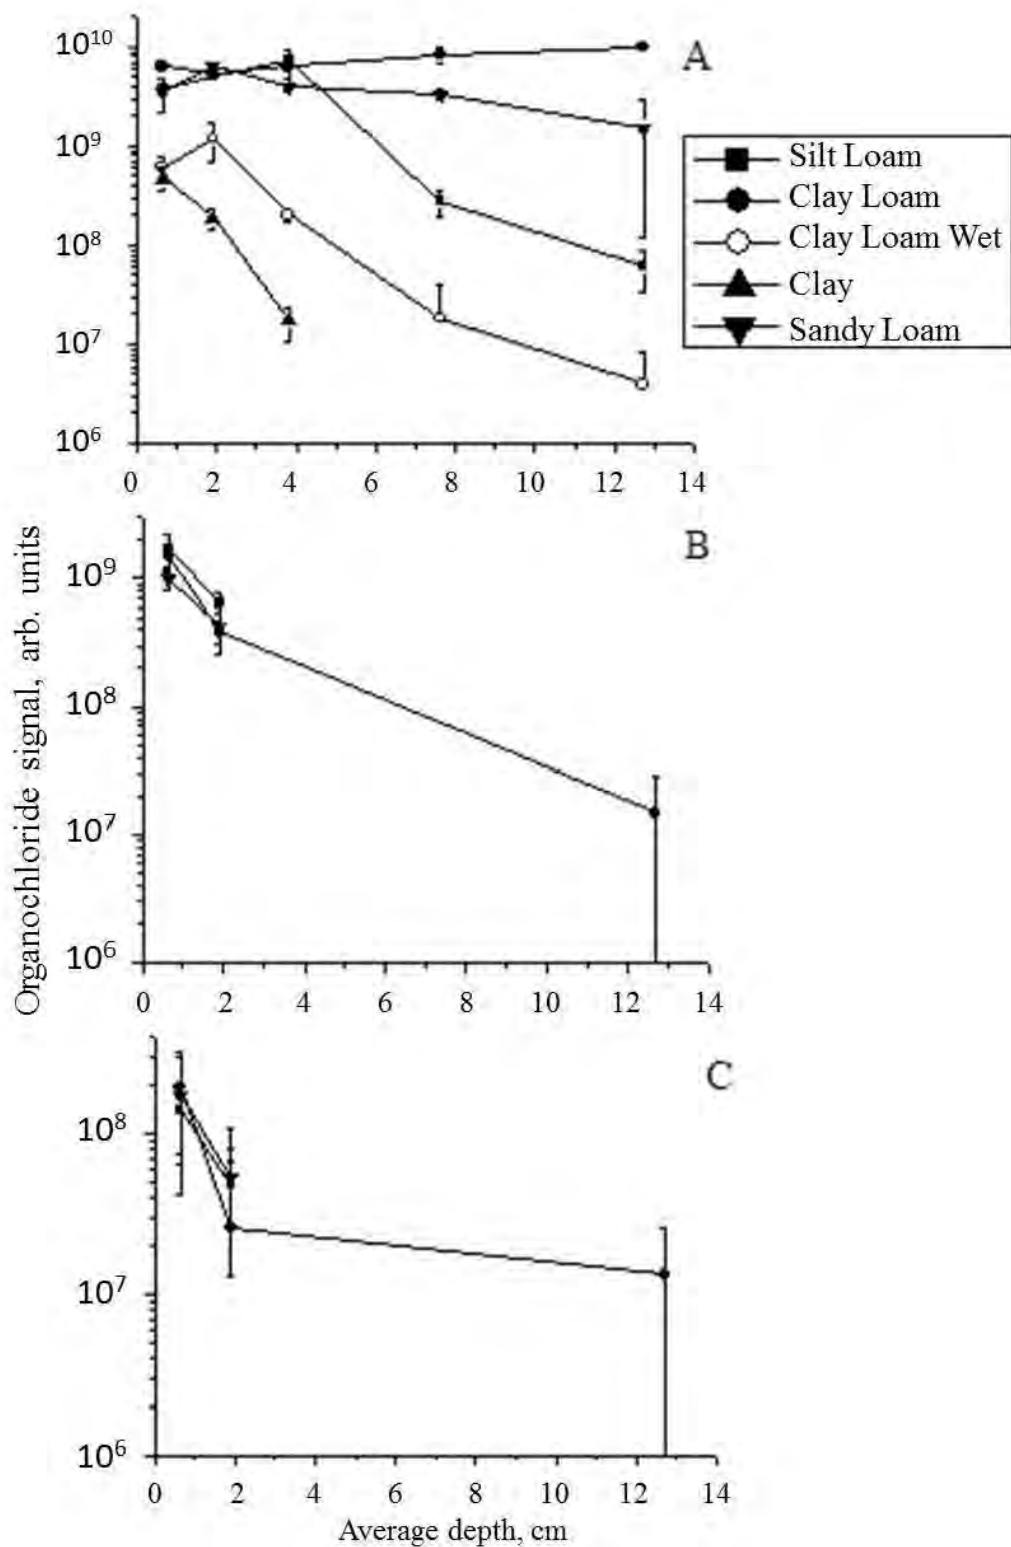 10¹⁰
A
10⁹
10⁸
10⁷
10⁶
0 2 4 6 8 10 12 14
Silt Loam
Clay Loam
Clay Loam Wet
Clay
Sandy Loam
Organochloride signal, arb. units
B
10⁹
10⁸
10⁷
10⁶
0 2 4 6 8 10 12 14
C
10⁸
10⁷
10⁶
0 2 4 6 8 10 12 14
Average depth, cm